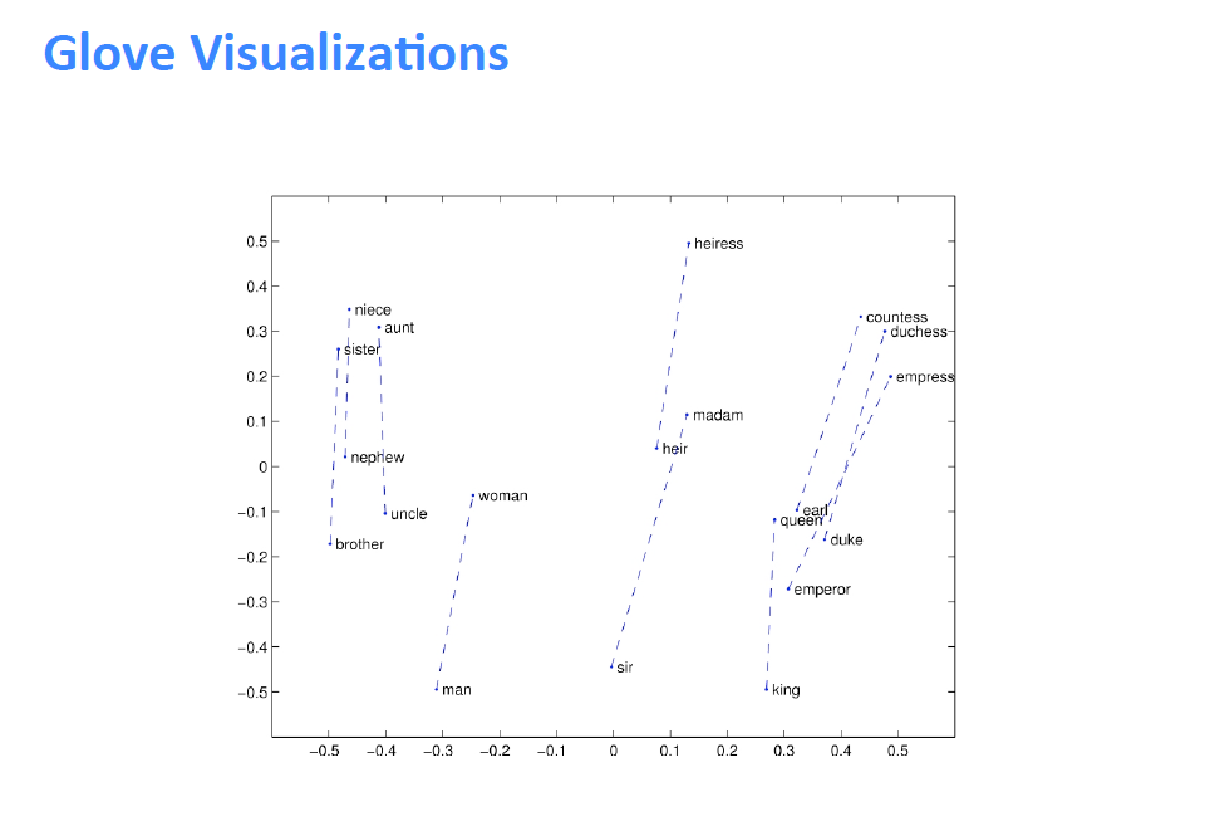 Glove Visualizations
0.5
heiress
0.4
niece
countess
aunt
0.3
duchess
sister
0.2
empress
0.1
madam
heir
nephew
0
woman
−0.1
earl
uncle
queen
brother
duke
−0.2
emperor
−0.3
−0.4
sir
−0.5
man
king
−0.5 −0.4 −0.3 −0.2 −0.1 0 0.1 0.2 0.3 0.4 0.5